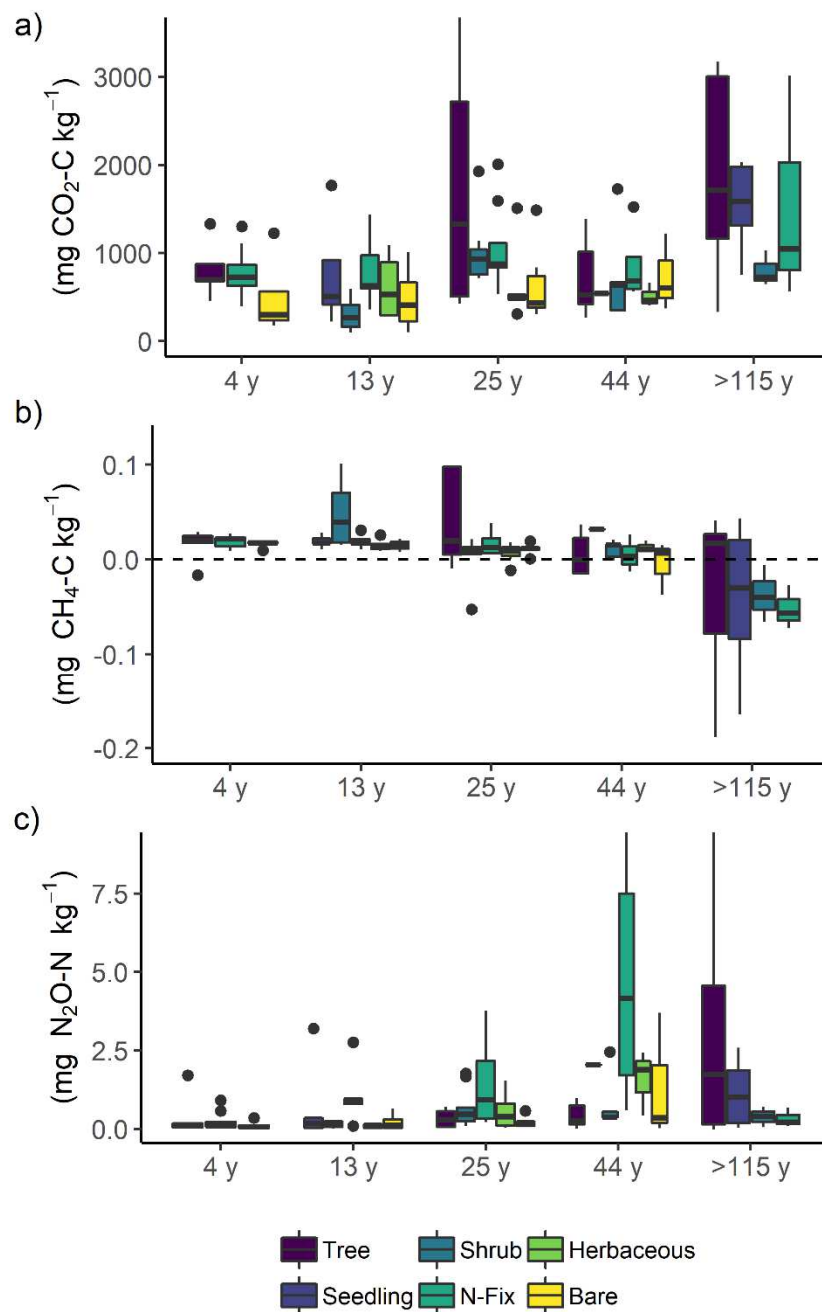 a)
(mg CO₂-C kg⁻¹)
3000
2000
1000
0
4 y 13 y 25 y 44 y >115 y
b)
(mg CH₄-C kg⁻¹)
0.1
0.0
-0.1
-0.2
4 y 13 y 25 y 44 y >115 y
c)
(mg N₂O-N kg⁻¹)
7.5
5.0
2.5
0.0
4 y 13 y 25 y 44 y >115 y
Tree Shrub Herbaceous
Seedling N-Fix Bare